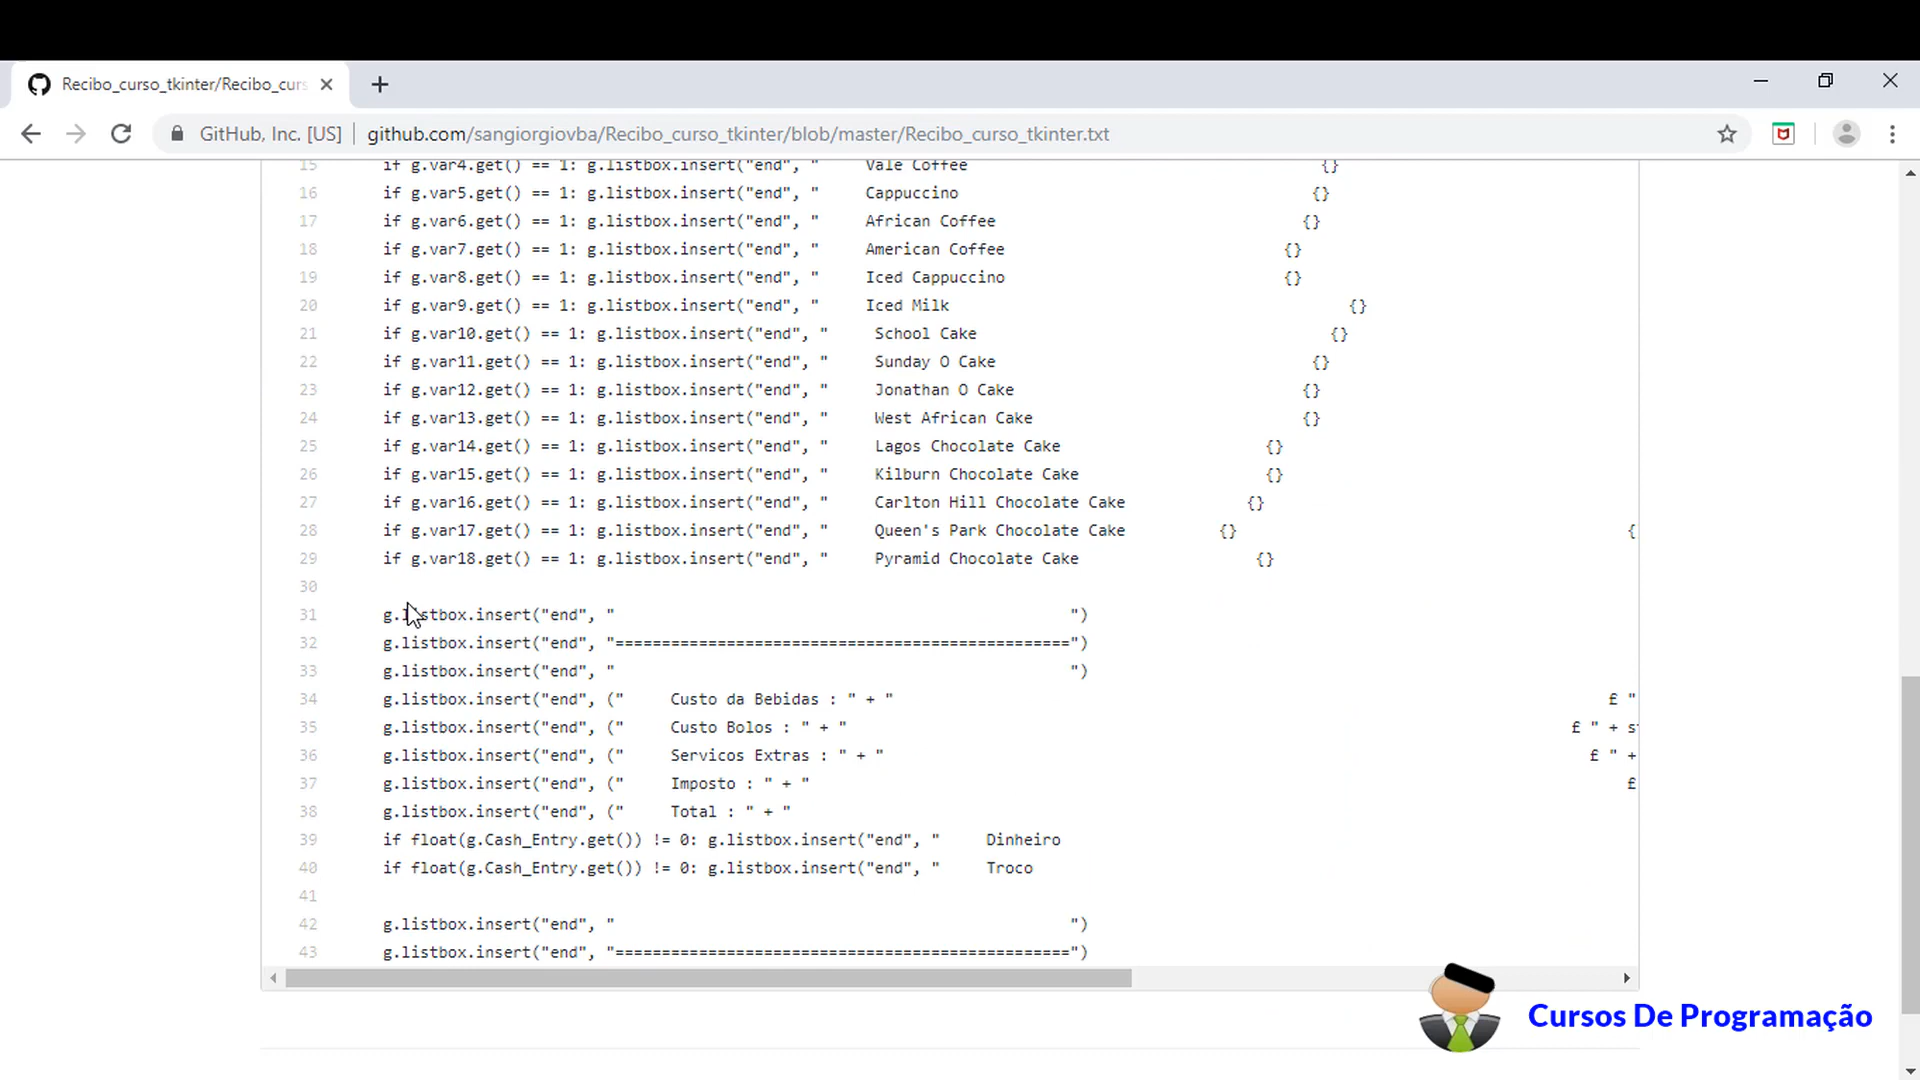 Recibo_curso_tkinter/Recibo_curs
GitHub, Inc. [US] github.com/sangiorgiovba/Recibo_curso_tkinter/blob/master/Recibo_curso_tkinter.txt
15 if g.var4.get() == 1: g.listbox.insert("end", " Vale Coffee {}
16 if g.var5.get() == 1: g.listbox.insert("end", " Cappuccino {}
17 if g.var6.get() == 1: g.listbox.insert("end", " African Coffee {}
18 if g.var7.get() == 1: g.listbox.insert("end", " American Coffee {}
19 if g.var8.get() == 1: g.listbox.insert("end", " Iced Cappuccino {}
20 if g.var9.get() == 1: g.listbox.insert("end", " Iced Milk {}
21 if g.var10.get() == 1: g.listbox.insert("end", " School Cake {}
22 if g.var11.get() == 1: g.listbox.insert("end", " Sunday O Cake {}
23 if g.var12.get() == 1: g.listbox.insert("end", " Jonathan O Cake {}
24 if g.var13.get() == 1: g.listbox.insert("end", " West African Cake {}
25 if g.var14.get() == 1: g.listbox.insert("end", " Lagos Chocolate Cake {}
26 if g.var15.get() == 1: g.listbox.insert("end", " Kilburn Chocolate Cake {}
27 if g.var16.get() == 1: g.listbox.insert("end", " Carlton Hill Chocolate Cake {}
28 if g.var17.get() == 1: g.listbox.insert("end", " Queen's Park Chocolate Cake {} {
29 if g.var18.get() == 1: g.listbox.insert("end", " Pyramid Chocolate Cake {}
30
31 g.listbox.insert("end", " ")
32 g.listbox.insert("end", "=================================================")
33 g.listbox.insert("end", " ")
34 g.listbox.insert("end", (" Custo da Bebidas : " + " £ "
35 g.listbox.insert("end", (" Custo Bolos : " + " £ " + s
36 g.listbox.insert("end", (" Servicos Extras : " + " £ " +
37 g.listbox.insert("end", (" Imposto : " + " £
38 g.listbox.insert("end", (" Total : " + "
39 if float(g.Cash_Entry.get()) != 0: g.listbox.insert("end", " Dinheiro
40 if float(g.Cash_Entry.get()) != 0: g.listbox.insert("end", " Troco
41
42 g.listbox.insert("end", " ")
43 g.listbox.insert("end", "=================================================")
Cursos De Programação